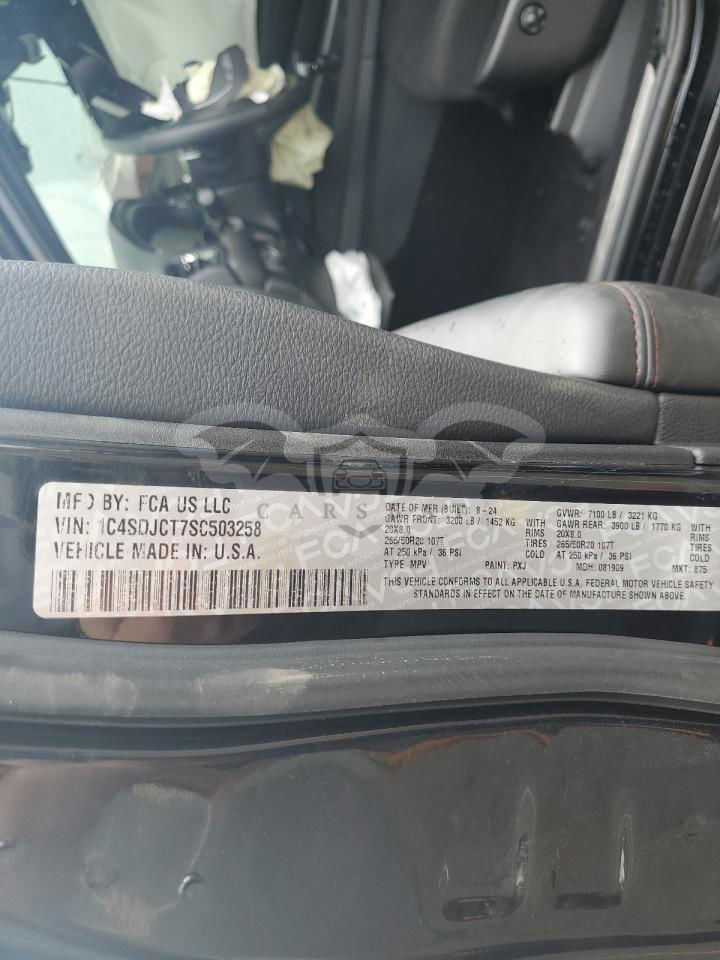 MFD BY: FCA US LLC
VIN: 1C4SDJCT7SC503258
VEHICLE MADE IN: U.S.A.
DATE OF MFR (BUILT): 8-24 GVWR: 7100 LB / 3221 KG
GAWR FRONT: 3200 LB / 1452 KG GAWR REAR: 3900 LB / 1770 KG
20X8.0 RIMS 20X8.0 RIMS
265/50R20 107T TIRES 265/50R20 107T TIRES
AT 250 kPa / 36 PSI COLD AT 250 kPa / 36 PSI COLD
TYPE MPV PAINT: PXJ MDH: 081909 MKT: 875
THIS VEHICLE CONFORMS TO ALL APPLICABLE U.S.A. FEDERAL MOTOR VEHICLE SAFETY
STANDARDS IN EFFECT ON THE DATE OF MANUFACTURE SHOWN ABOVE.
CARS